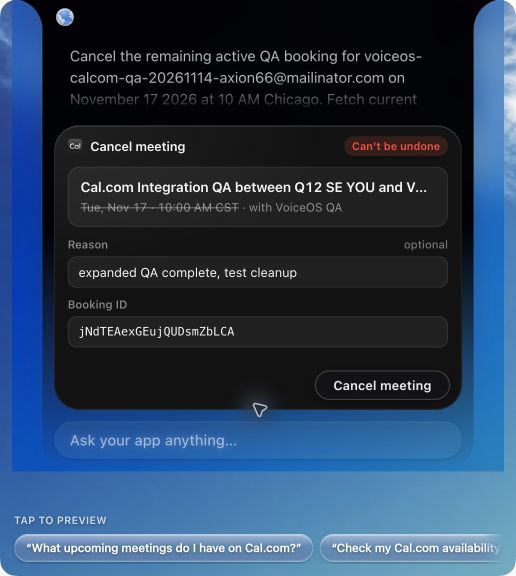 Cancel the remaining active QA booking for voiceos-
calcom-qa-20261114-axion66@mailinator.com on
November 17 2026 at 10 AM Chicago. Fetch current
Cal Cancel meeting Can't be undone
Cal.com Integration QA between Q12 SE YOU and V...
Tue, Nov 17 · 10:00 AM CST · with VoiceOS QA
Reason optional
expanded QA complete, test cleanup
Booking ID
jNdTEAexGEujQUDsmZbLCA
Cancel meeting
Ask your app anything...
TAP TO PREVIEW
“What upcoming meetings do I have on Cal.com?” “Check my Cal.com availability